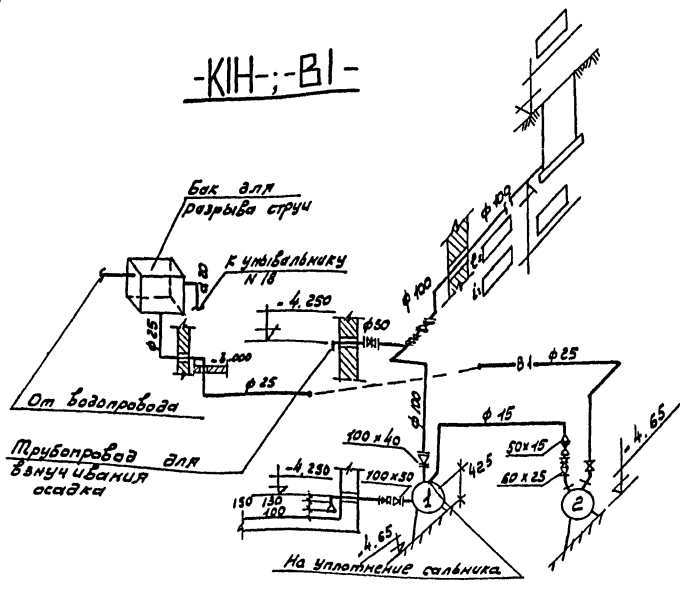 -К1Н-;-В1-
Бак для
разрыва струи
к умывальнику
N 18
ф 20
ф 25
-2.000
-4.250
ф 50
ф 100
ф 100
l=
i=
От водопровода
ф 25
В1
ф 25
Трубопровод для
взмучивания
осадка
ф 100
100×40
ф 15
50×15
60×25
-4.65
-4.250
100×50
425
150 130
100
1
2
-4.65
На уплотнение сальника